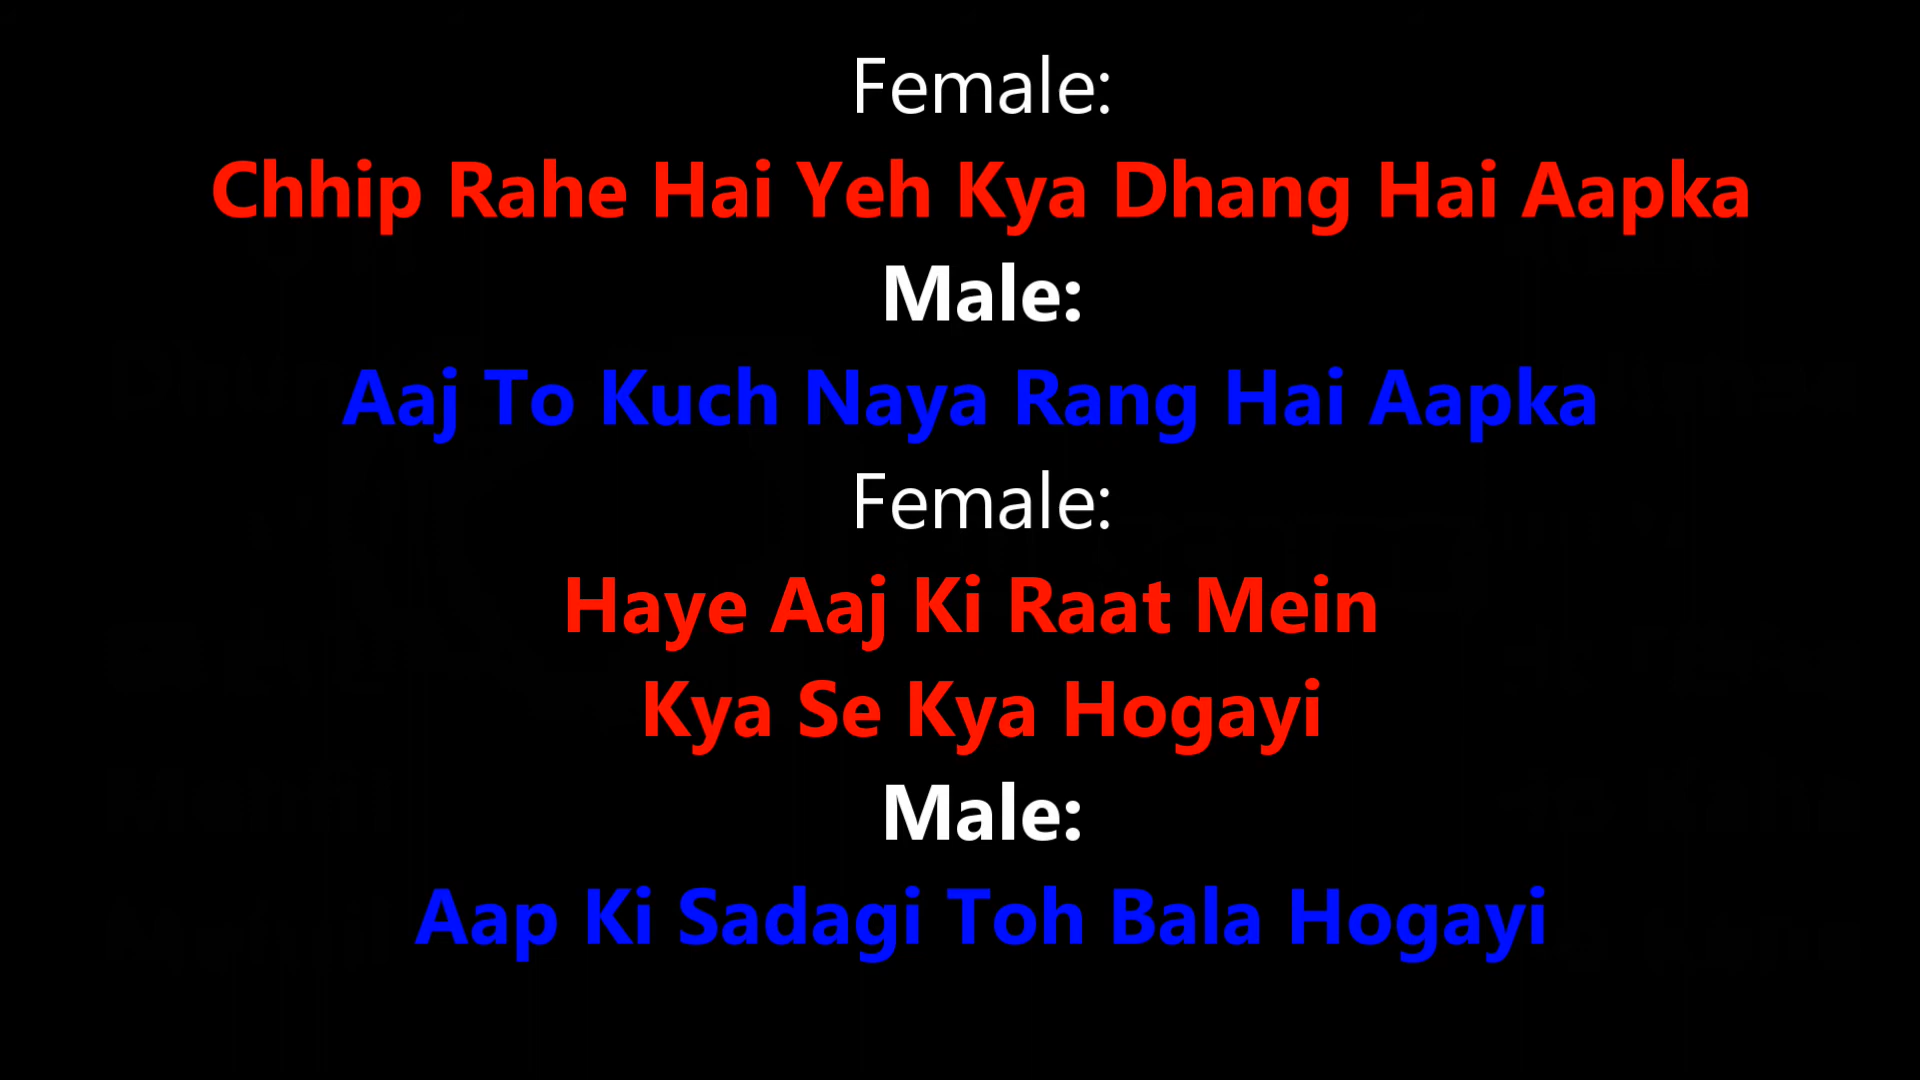 Female:
Chhip Rahe Hai Yeh Kya Dhang Hai Aapka
Male:
Aaj To Kuch Naya Rang Hai Aapka
Female:
Haye Aaj Ki Raat Mein
Kya Se Kya Hogayi
Male:
Aap Ki Sadagi Toh Bala Hogayi